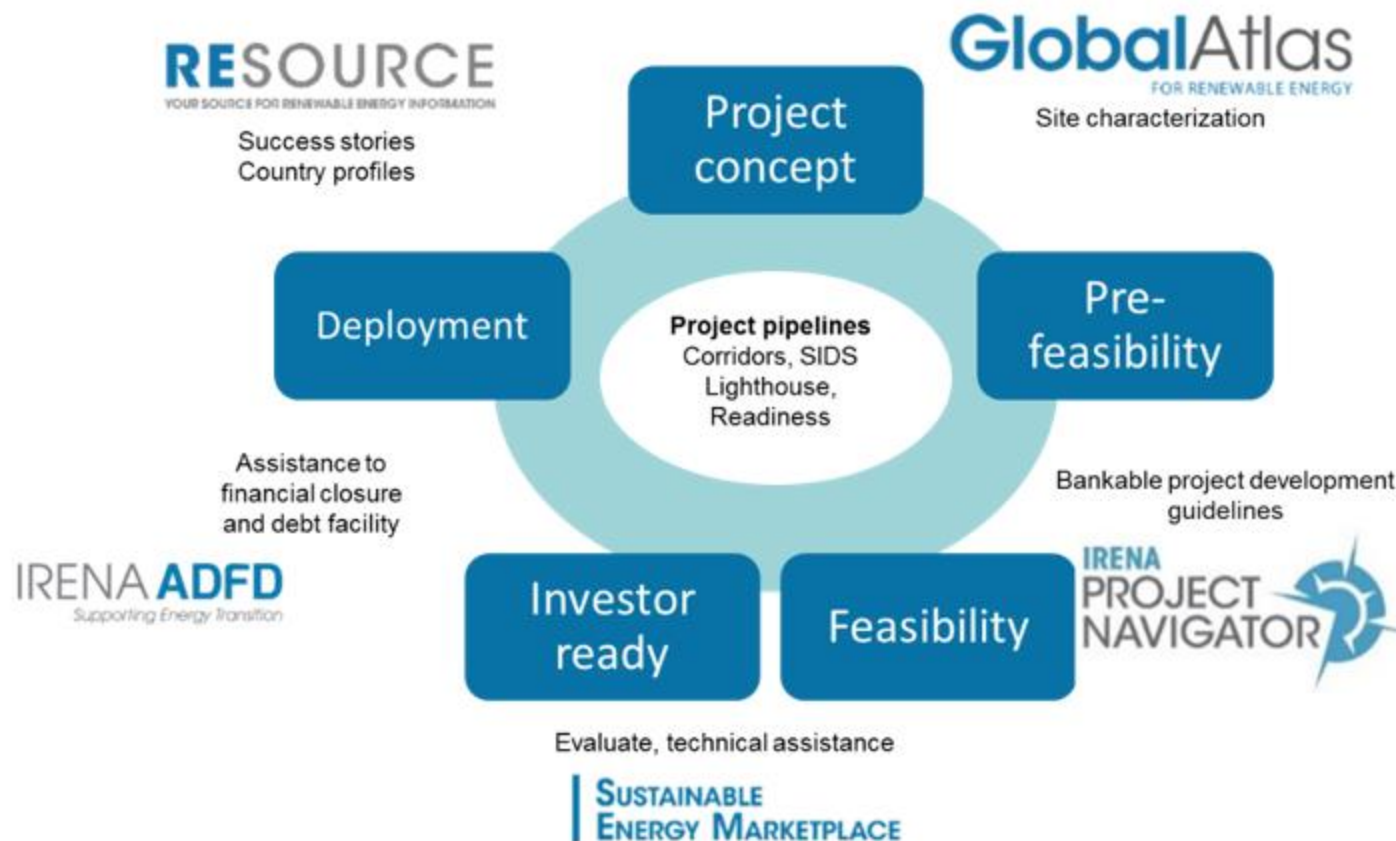 RESOURCE
YOUR SOURCE FOR RENEWABLE ENERGY INFORMATION
Success stories
Country profiles
GlobalAtlas
FOR RENEWABLE ENERGY
Site characterization
Project
concept
Deployment
Project pipelines
Corridors, SIDS
Lighthouse,
Readiness
Pre-
feasibility
Assistance to
financial closure
and debt facility
IRENA ADFD
Supporting Energy Transition
Bankable project development
guidelines
IRENA
PROJECT
NAVIGATOR
Investor
ready
Feasibility
Evaluate, technical assistance
SUSTAINABLE
ENERGY MARKETPLACE